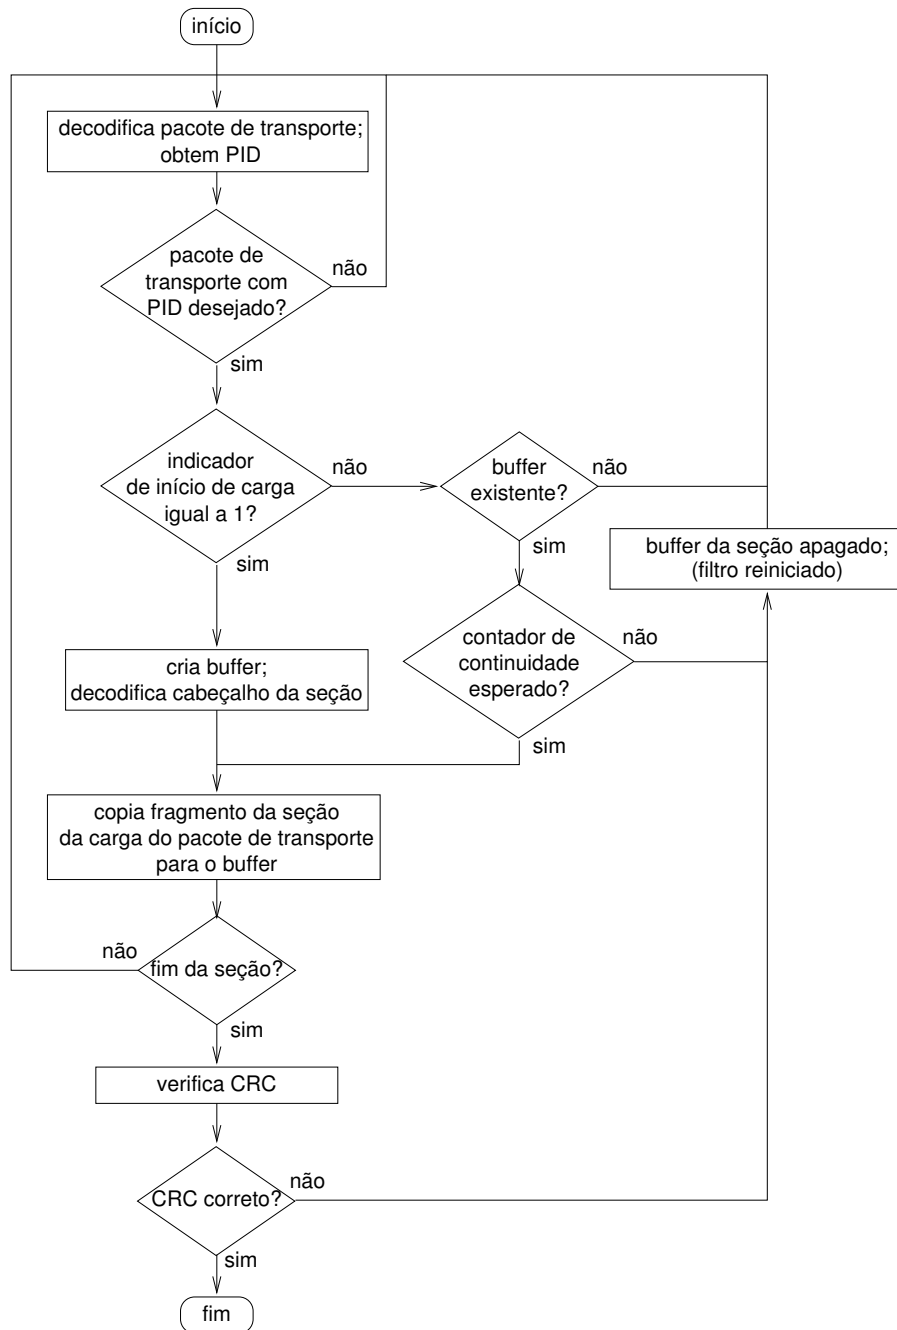 início
decodifica pacote de transporte;
obtem PID
pacote de
transporte com
PID desejado?
não
sim
indicador
de início de carga
igual a 1?
não
sim
buffer
existente?
não
sim
buffer da seção apagado;
(filtro reiniciado)
contador de
continuidade
esperado?
não
sim
cria buffer;
decodifica cabeçalho da seção
copia fragmento da seção
da carga do pacote de transporte
para o buffer
não
fim da seção?
sim
verifica CRC
CRC correto?
não
sim
fim